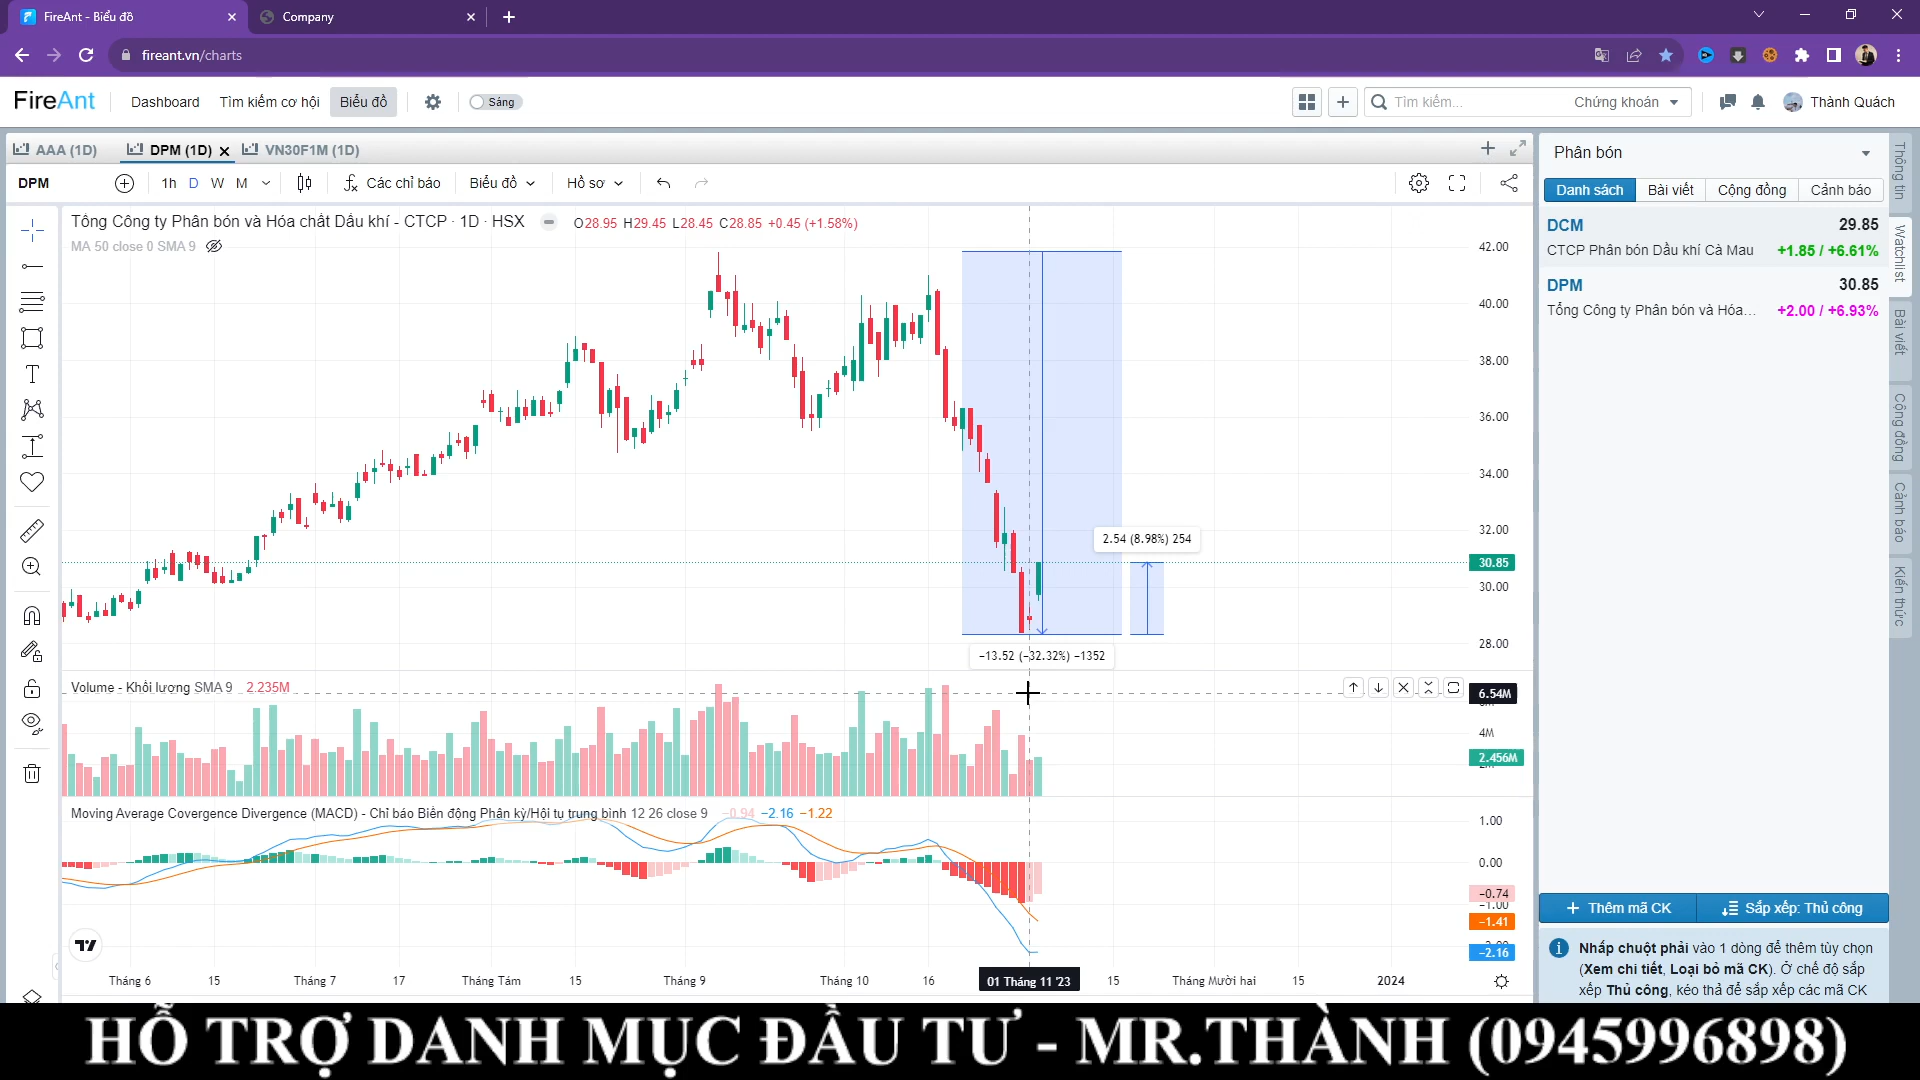 FireAnt - Biểu đồ
Company
fireant.vn/charts
FireAnt
Dashboard
Tìm kiếm cơ hội
Biểu đồ
Sáng
Tìm kiếm...
Chứng khoán
Thành Quách
AAA (1D)
DPM (1D)
VN30F1M (1D)
DPM
1h
D
W
M
Các chỉ báo
Biểu đồ
Hồ sơ
Tổng Công ty Phân bón và Hóa chất Dầu khí - CTCP · 1D · HSX
O28.95 H29.45 L28.45 C28.85 +0.45 (+1.58%)
MA 50 close 0 SMA 9
42.00
40.00
38.00
36.00
34.00
32.00
30.85
30.00
28.00
2.54 (8.98%) 254
−13.52 (−32.32%) −1352
Volume - Khối lượng SMA 9 2.235M
6.54M
4M
2.456M
Moving Average Covergence Divergence (MACD) - Chỉ báo Biến động Phân kỳ/Hội tụ trung bình 12 26 close 9 −0.94 −2.16 −1.22
1.00
0.00
−0.74
−1.00
−1.41
−2.16
Tháng 6
15
Tháng 7
17
Tháng Tám
15
Tháng 9
Tháng 10
16
01 Tháng 11 '23
15
Tháng Mười hai
15
2024
Phân bón
Danh sách
Bài viết
Cộng đồng
Cảnh báo
DCM 29.85
CTCP Phân bón Dầu khí Cà Mau +1.85 / +6.61%
DPM 30.85
Tổng Công ty Phân bón và Hóa... +2.00 / +6.93%
Thông tin
Watchlist
Bài viết
Cộng đồng
Cảnh báo
Kiến thức
Thêm mã CK
Sắp xếp: Thủ công
Nhấp chuột phải vào 1 dòng để thêm tùy chọn
(Xem chi tiết, Loại bỏ mã CK). Ở chế độ sắp
xếp Thủ công, kéo thả để sắp xếp các mã CK
HỖ TRỢ DANH MỤC ĐẦU TƯ - MR.THÀNH (0945996898)